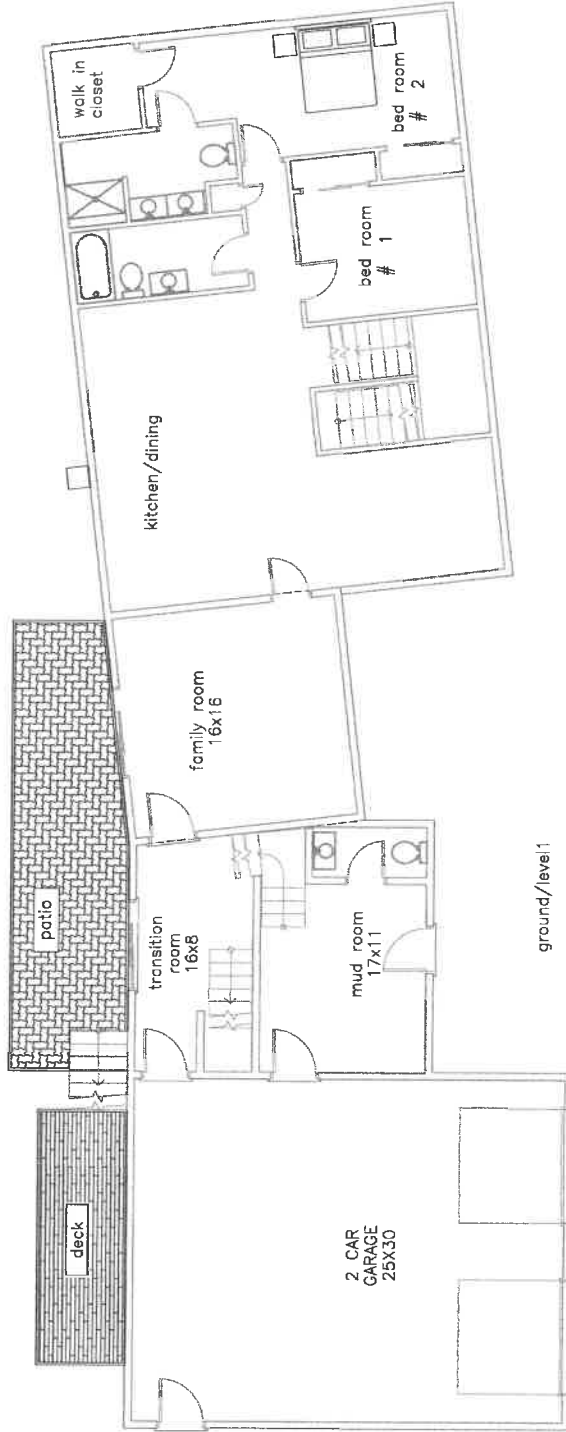 deck
patio
2 CAR
GARAGE
25X30
transition
room
16x8
mud room
17x11
family room
16x16
kitchen/dining
walk in
closet
bed room
# 1
bed room
# 2
ground/level1